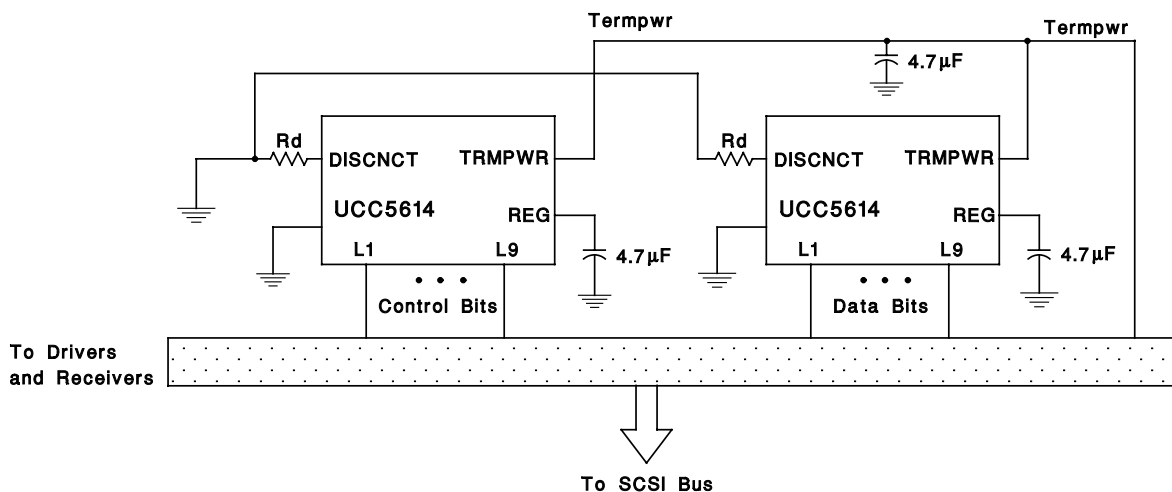 Termpwr
Termpwr
4.7µF
Rd
DISCNCT
TRMPWR
UCC5614
REG
L1
L9
4.7µF
• • •
Control Bits
Rd
DISCNCT
TRMPWR
UCC5614
REG
L1
L9
4.7µF
• • •
Data Bits
To Drivers
and Receivers
To SCSI Bus